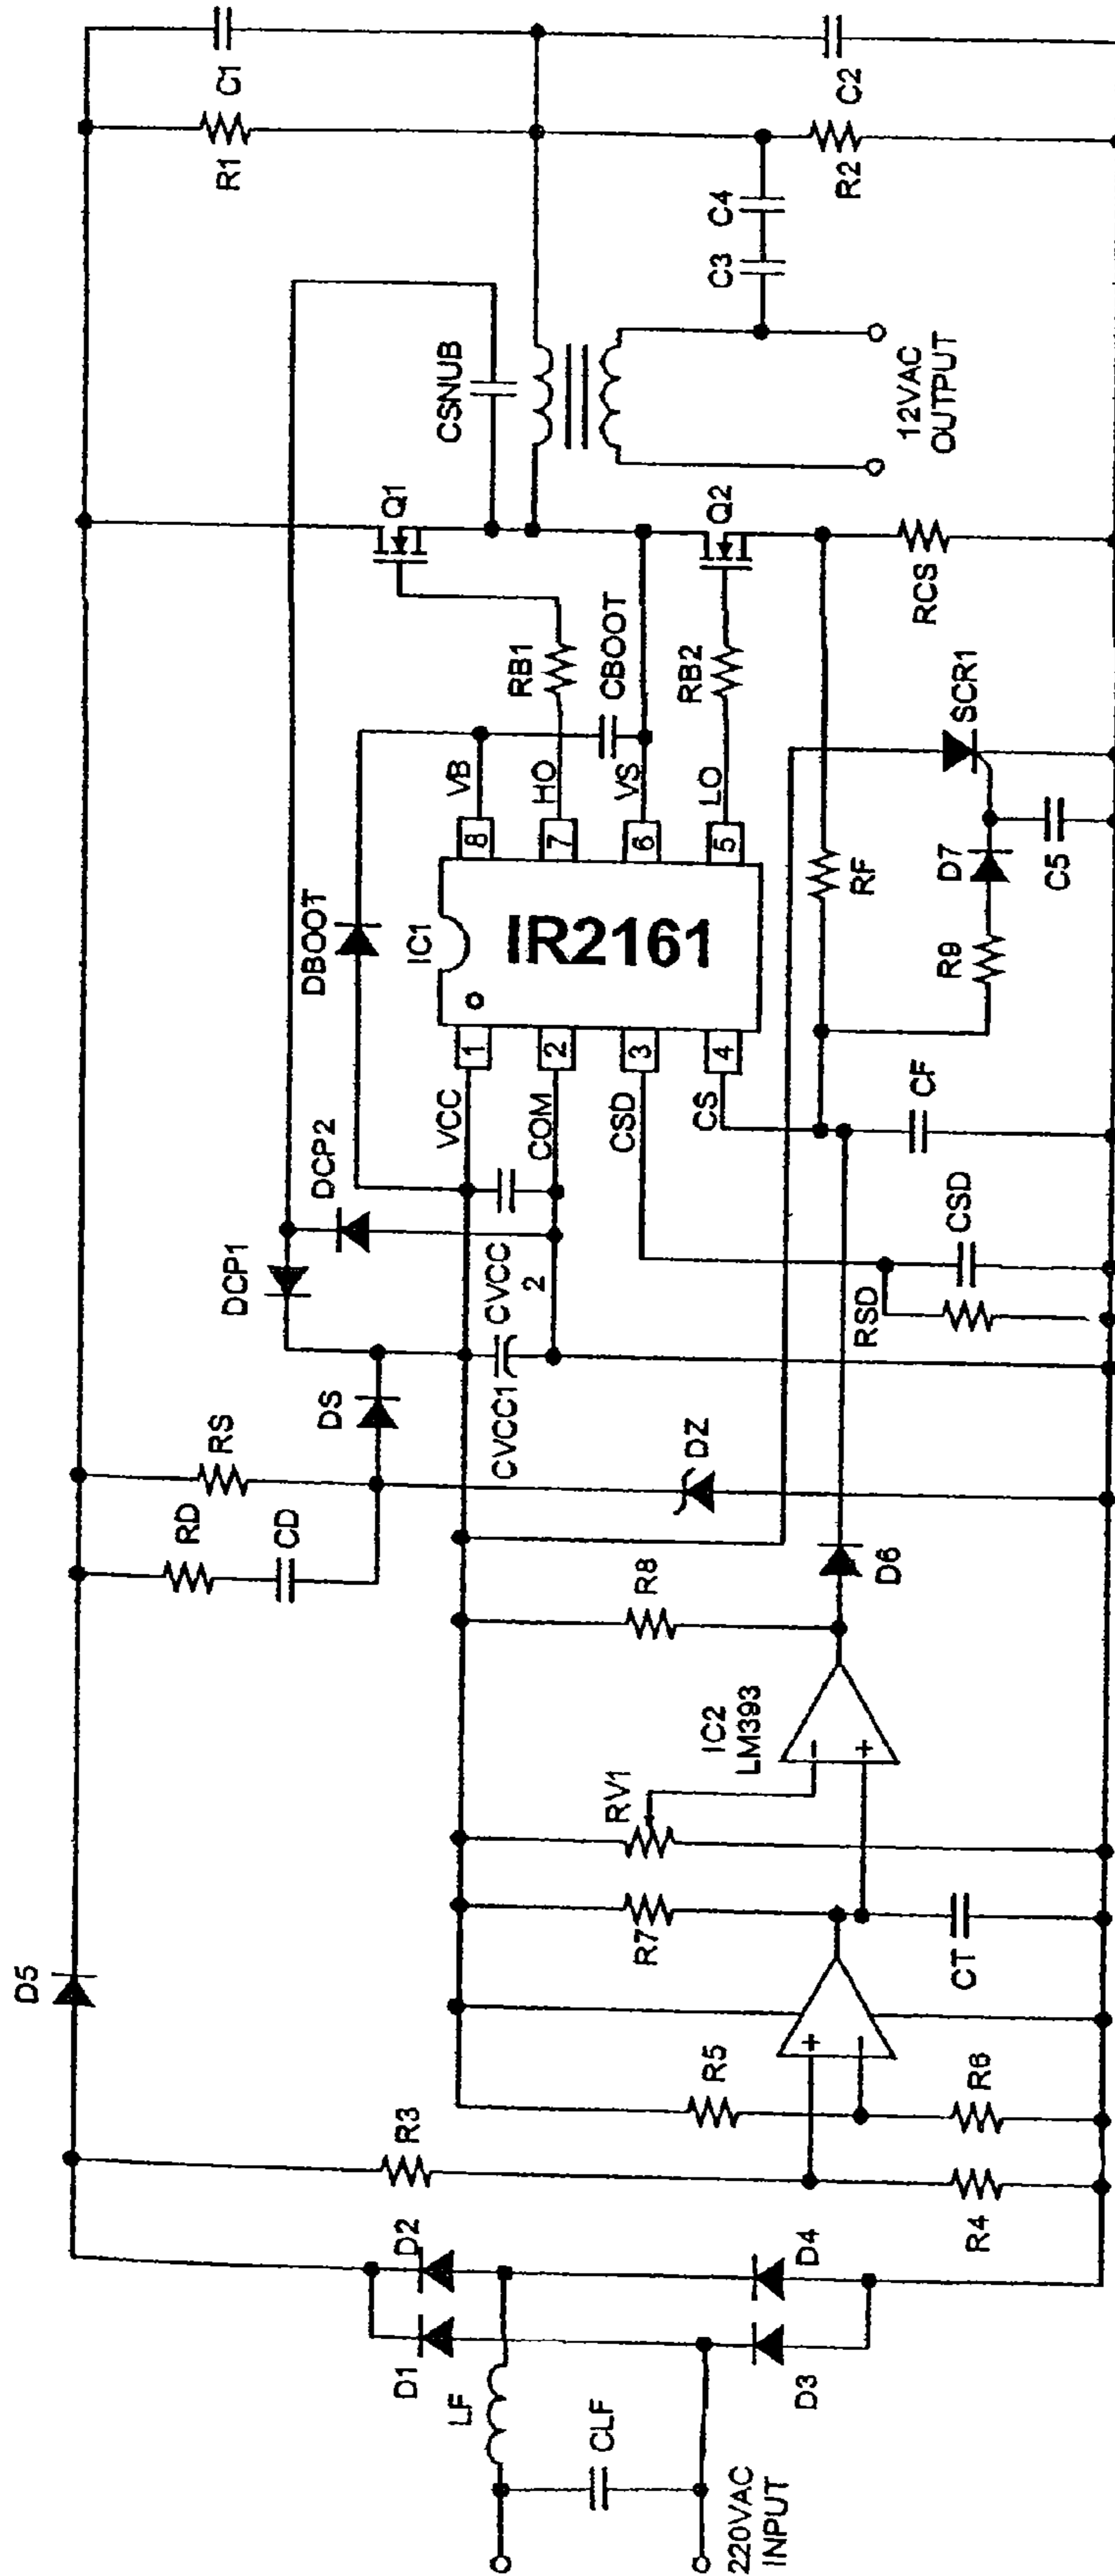 D5
R1
C1
R2
C2
C3
C4
CSNUB
12VAC
OUTPUT
Q1
Q2
RCS
RB1
CBOOT
RB2
SCR1
RF
D7
C5
R9
DBOOT
IC1
IR2161
8
VB
7
HO
6
VS
5
LO
1
VCC
2
COM
3
CSD
4
CS
CF
DCP1
DCP2
CVCC
2
CVCC1
CSD
RSD
DS
RS
RD
CD
DZ
R8
D6
IC2
LM393
- +
RV1
R7
CT
+ -
R5
R6
R3
R4
D2
D1
D4
D3
LF
CLF
220VAC
INPUT